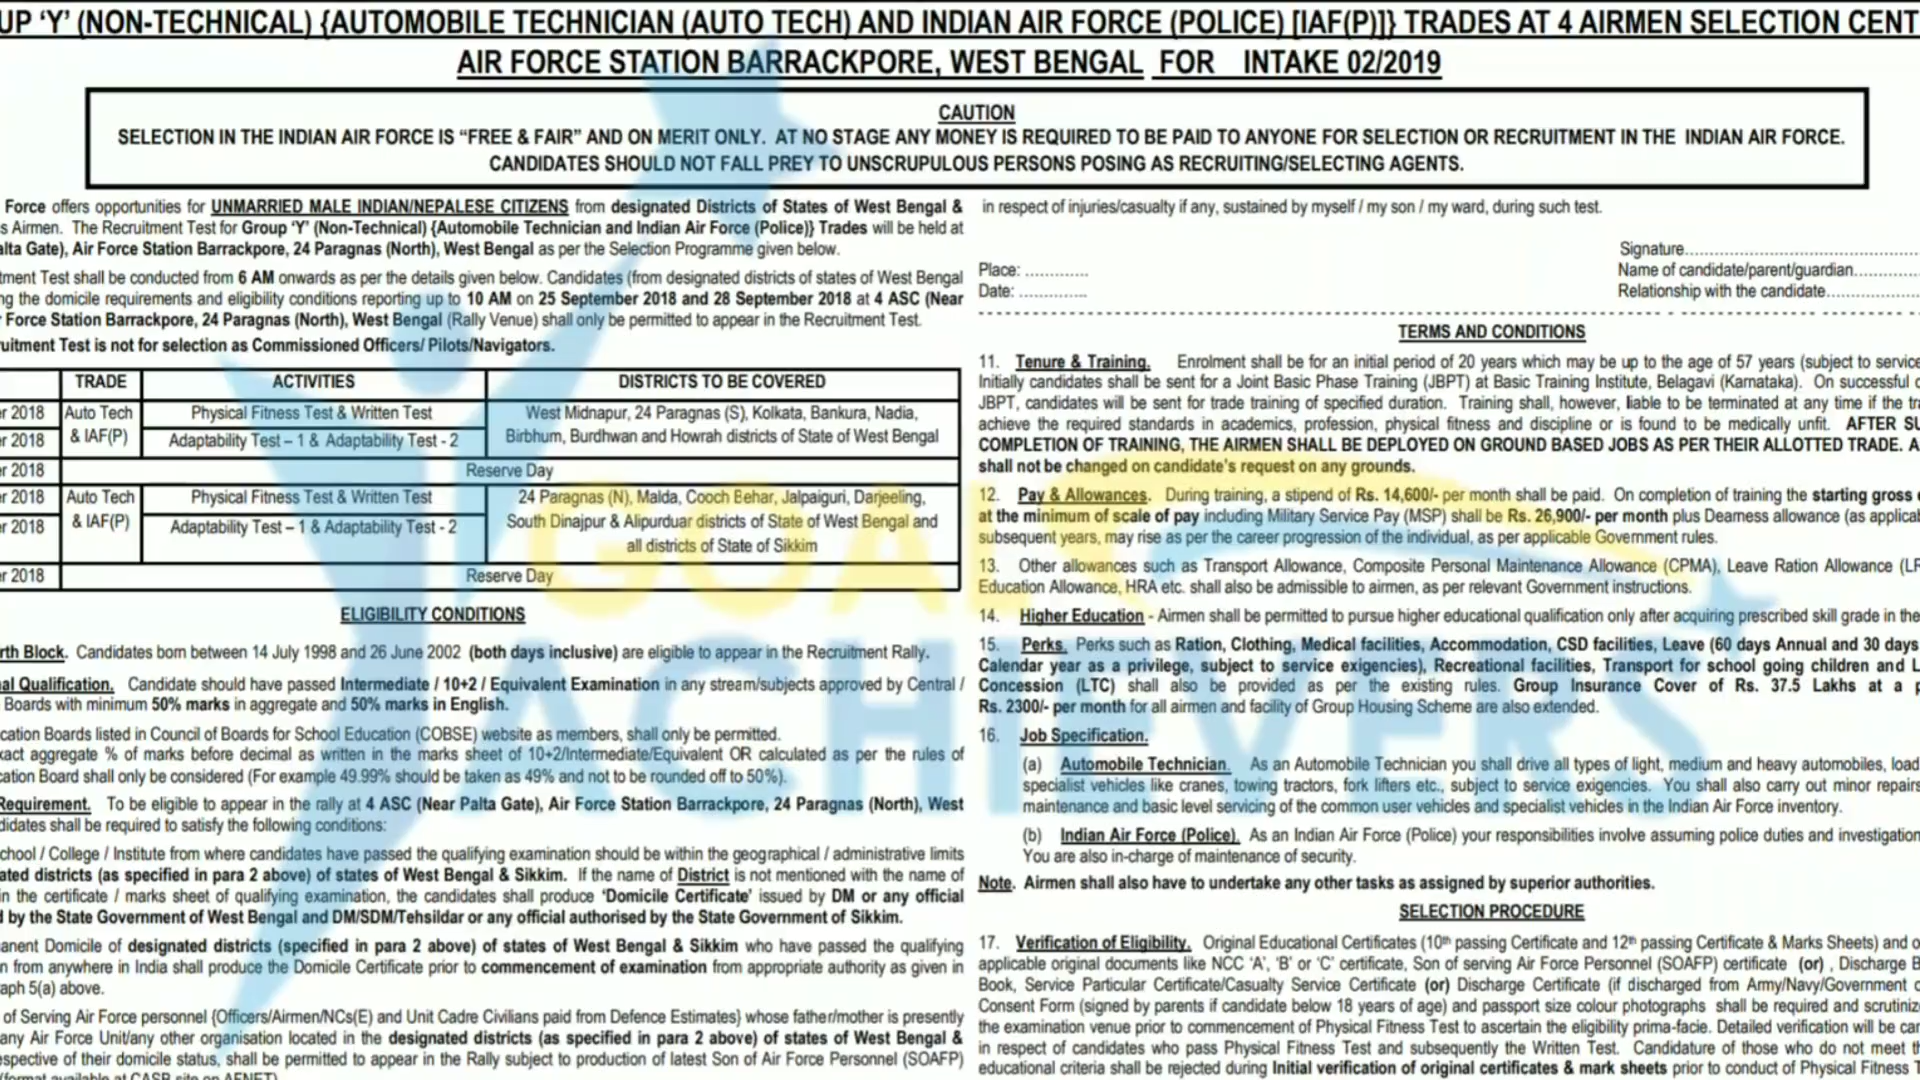 UP ‘Y’ (NON-TECHNICAL) {AUTOMOBILE TECHNICIAN (AUTO TECH) AND INDIAN AIR FORCE (POLICE) [IAF(P)]} TRADES AT 4 AIRMEN SELECTION CENT
AIR FORCE STATION BARRACKPORE, WEST BENGAL FOR INTAKE 02/2019
CAUTION
SELECTION IN THE INDIAN AIR FORCE IS “FREE & FAIR” AND ON MERIT ONLY. AT NO STAGE ANY MONEY IS REQUIRED TO BE PAID TO ANYONE FOR SELECTION OR RECRUITMENT IN THE INDIAN AIR FORCE.
CANDIDATES SHOULD NOT FALL PREY TO UNSCRUPULOUS PERSONS POSING AS RECRUITING/SELECTING AGENTS.
Force offers opportunities for UNMARRIED MALE INDIAN/NEPALESE CITIZENS from designated Districts of States of West Bengal &
s Airmen. The Recruitment Test for Group ‘Y’ (Non-Technical) {Automobile Technician and Indian Air Force (Police)} Trades will be held at
alta Gate), Air Force Station Barrackpore, 24 Paragnas (North), West Bengal as per the Selection Programme given below.
tment Test shall be conducted from 6 AM onwards as per the details given below. Candidates (from designated districts of states of West Bengal
ng the domicile requirements and eligibility conditions reporting up to 10 AM on 25 September 2018 and 28 September 2018 at 4 ASC (Near
r Force Station Barrackpore, 24 Paragnas (North), West Bengal (Rally Venue) shall only be permitted to appear in the Recruitment Test.
ruitment Test is not for selection as Commissioned Officers/ Pilots/Navigators.
TRADE ACTIVITIES DISTRICTS TO BE COVERED
r 2018 Auto Tech Physical Fitness Test & Written Test West Midnapur, 24 Paragnas (S), Kolkata, Bankura, Nadia,
r 2018 & IAF(P) Adaptability Test – 1 & Adaptability Test - 2 Birbhum, Burdhwan and Howrah districts of State of West Bengal
r 2018 Reserve Day
r 2018 Auto Tech Physical Fitness Test & Written Test 24 Paragnas (N), Malda, Cooch Behar, Jalpaiguri, Darjeeling,
r 2018 & IAF(P) Adaptability Test – 1 & Adaptability Test - 2 South Dinajpur & Alipurduar districts of State of West Bengal and
all districts of State of Sikkim
r 2018 Reserve Day
ELIGIBILITY CONDITIONS
rth Block. Candidates born between 14 July 1998 and 26 June 2002 (both days inclusive) are eligible to appear in the Recruitment Rally.
al Qualification. Candidate should have passed Intermediate / 10+2 / Equivalent Examination in any stream/subjects approved by Central /
Boards with minimum 50% marks in aggregate and 50% marks in English.
cation Boards listed in Council of Boards for School Education (COBSE) website as members, shall only be permitted.
xact aggregate % of marks before decimal as written in the marks sheet of 10+2/Intermediate/Equivalent OR calculated as per the rules of
cation Board shall only be considered (For example 49.99% should be taken as 49% and not to be rounded off to 50%).
Requirement. To be eligible to appear in the rally at 4 ASC (Near Palta Gate), Air Force Station Barrackpore, 24 Paragnas (North), West
didates shall be required to satisfy the following conditions:
chool / College / Institute from where candidates have passed the qualifying examination should be within the geographical / administrative limits
ated districts (as specified in para 2 above) of states of West Bengal & Sikkim. If the name of District is not mentioned with the name of
in the certificate / marks sheet of qualifying examination, the candidates shall produce ‘Domicile Certificate’ issued by DM or any official
d by the State Government of West Bengal and DM/SDM/Tehsildar or any official authorised by the State Government of Sikkim.
anent Domicile of designated districts (specified in para 2 above) of states of West Bengal & Sikkim who have passed the qualifying
n from anywhere in India shall produce the Domicile Certificate prior to commencement of examination from appropriate authority as given in
raph 5(a) above.
of Serving Air Force personnel {Officers/Airmen/NCs(E) and Unit Cadre Civilians paid from Defence Estimates} whose father/mother is presently
any Air Force Unit/any other organisation located in the designated districts (as specified in para 2 above) of states of West Bengal &
espective of their domicile status, shall be permitted to appear in the Rally subject to production of latest Son of Air Force Personnel (SOAFP)
(format available at CASB site on AFNET)
in respect of injuries/casualty if any, sustained by myself / my son / my ward, during such test.
Signature
Place: Name of candidate/parent/guardian
Date: Relationship with the candidate
TERMS AND CONDITIONS
11. Tenure & Training. Enrolment shall be for an initial period of 20 years which may be up to the age of 57 years (subject to service
Initially candidates shall be sent for a Joint Basic Phase Training (JBPT) at Basic Training Institute, Belagavi (Karnataka). On successful c
JBPT, candidates will be sent for trade training of specified duration. Training shall, however, liable to be terminated at any time if the tra
achieve the required standards in academics, profession, physical fitness and discipline or is found to be medically unfit. AFTER SU
COMPLETION OF TRAINING, THE AIRMEN SHALL BE DEPLOYED ON GROUND BASED JOBS AS PER THEIR ALLOTTED TRADE. A
shall not be changed on candidate’s request on any grounds.
12. Pay & Allowances. During training, a stipend of Rs. 14,600/- per month shall be paid. On completion of training the starting gross
at the minimum of scale of pay including Military Service Pay (MSP) shall be Rs. 26,900/- per month plus Dearness allowance (as applicab
subsequent years, may rise as per the career progression of the individual, as per applicable Government rules.
13. Other allowances such as Transport Allowance, Composite Personal Maintenance Allowance (CPMA), Leave Ration Allowance (LR
Education Allowance, HRA etc. shall also be admissible to airmen, as per relevant Government instructions.
14. Higher Education - Airmen shall be permitted to pursue higher educational qualification only after acquiring prescribed skill grade in the
15. Perks. Perks such as Ration, Clothing, Medical facilities, Accommodation, CSD facilities, Leave (60 days Annual and 30 days
Calendar year as a privilege, subject to service exigencies), Recreational facilities, Transport for school going children and L
Concession (LTC) shall also be provided as per the existing rules. Group Insurance Cover of Rs. 37.5 Lakhs at a p
Rs. 2300/- per month for all airmen and facility of Group Housing Scheme are also extended.
16. Job Specification.
(a) Automobile Technician. As an Automobile Technician you shall drive all types of light, medium and heavy automobiles, load
specialist vehicles like cranes, towing tractors, fork lifters etc., subject to service exigencies. You shall also carry out minor repairs
maintenance and basic level servicing of the common user vehicles and specialist vehicles in the Indian Air Force inventory.
(b) Indian Air Force (Police). As an Indian Air Force (Police) your responsibilities involve assuming police duties and investigation
You are also in-charge of maintenance of security.
Note. Airmen shall also have to undertake any other tasks as assigned by superior authorities.
SELECTION PROCEDURE
17. Verification of Eligibility. Original Educational Certificates (10th passing Certificate and 12th passing Certificate & Marks Sheets) and o
applicable original documents like NCC ‘A’, ‘B’ or ‘C’ certificate, Son of serving Air Force Personnel (SOAFP) certificate (or) , Discharge B
Book, Service Particular Certificate/Casualty Service Certificate (or) Discharge Certificate (if discharged from Army/Navy/Government o
Consent Form (signed by parents if candidate below 18 years of age) and passport size colour photographs shall be required and scrutiniz
the examination venue prior to commencement of Physical Fitness Test to ascertain the eligibility prima-facie. Detailed verification will be car
in respect of candidates who pass Physical Fitness Test and subsequently the Written Test. Candidature of those who do not meet th
educational criteria shall be rejected during Initial verification of original certificates & mark sheets prior to conduct of Physical Fitness T
GOAL
ACHIEVERS